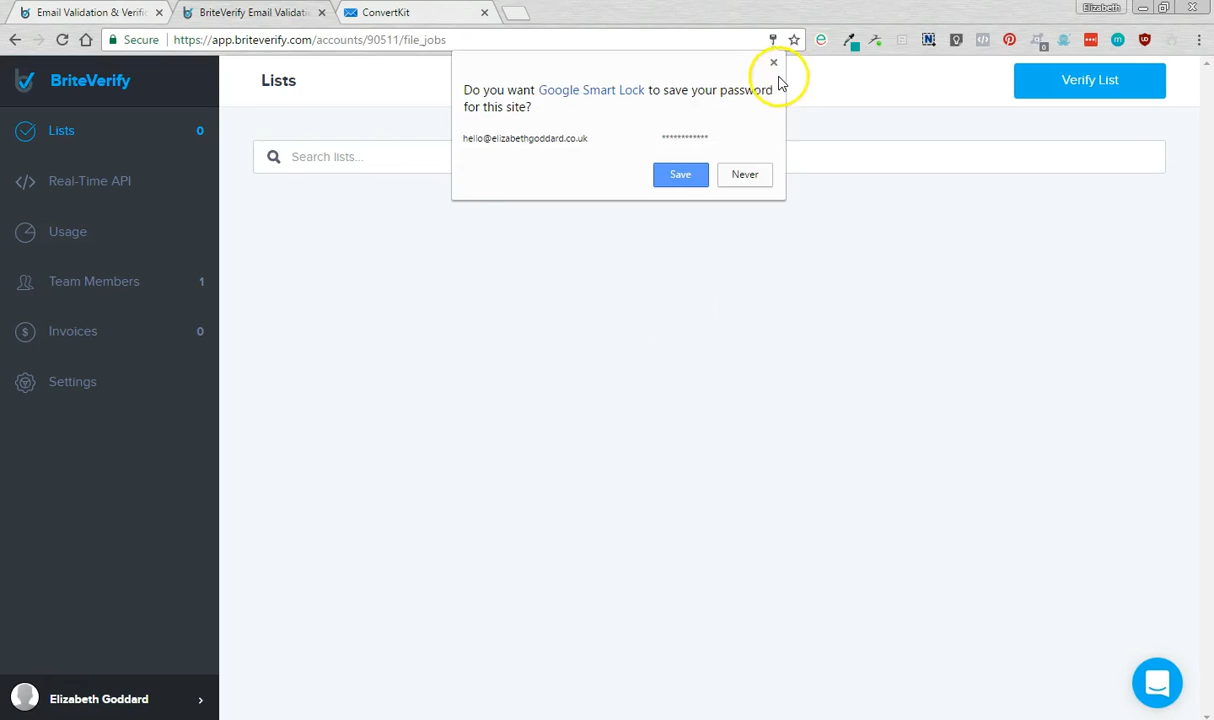 Email Validation & Verific
BriteVerify Email Validati
ConvertKit
Elizabeth
Secure
https://app.briteverify.com/accounts/90511/file_jobs
BriteVerify
Lists
Verify List
Do you want Google Smart Lock to save your password
for this site?
hello@elizabethgoddard.co.uk
************
Save
Never
Lists
0
Search lists...
Real-Time API
Usage
Team Members
1
Invoices
0
Settings
Elizabeth Goddard